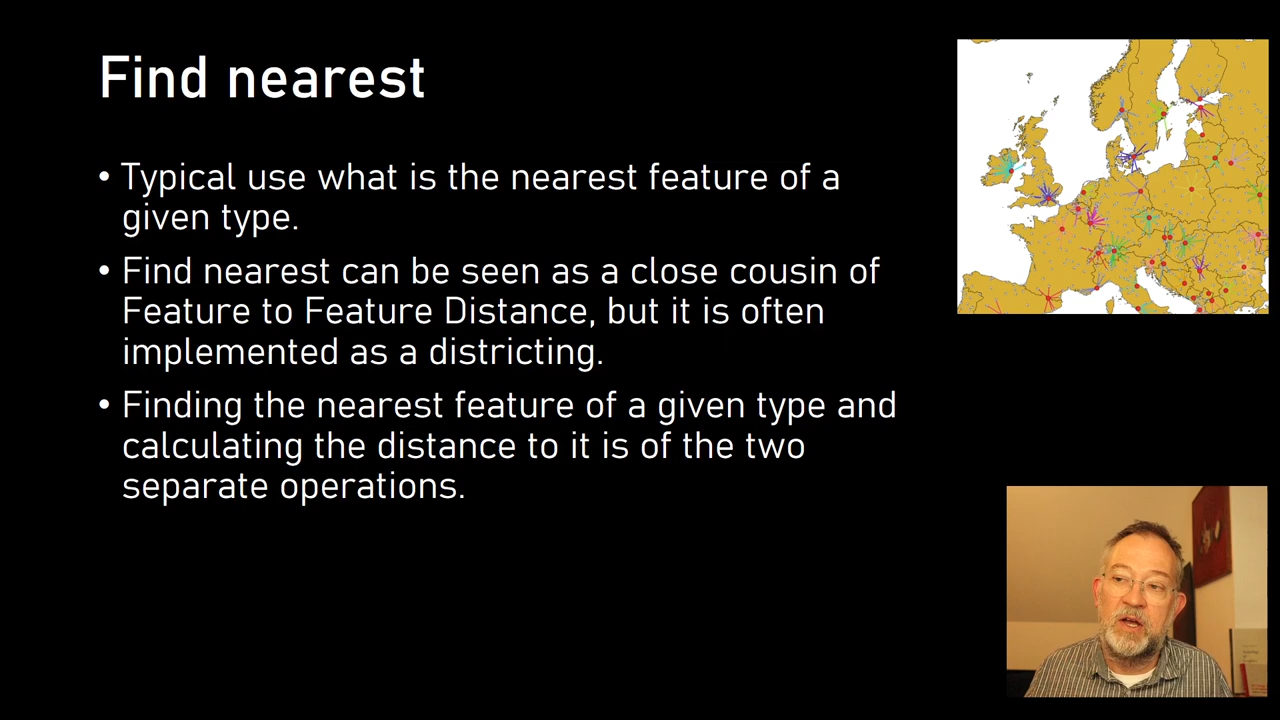 Find nearest
• Typical use what is the nearest feature of a
given type.
• Find nearest can be seen as a close cousin of
Feature to Feature Distance, but it is often
implemented as a districting.
• Finding the nearest feature of a given type and
calculating the distance to it is of the two
separate operations.